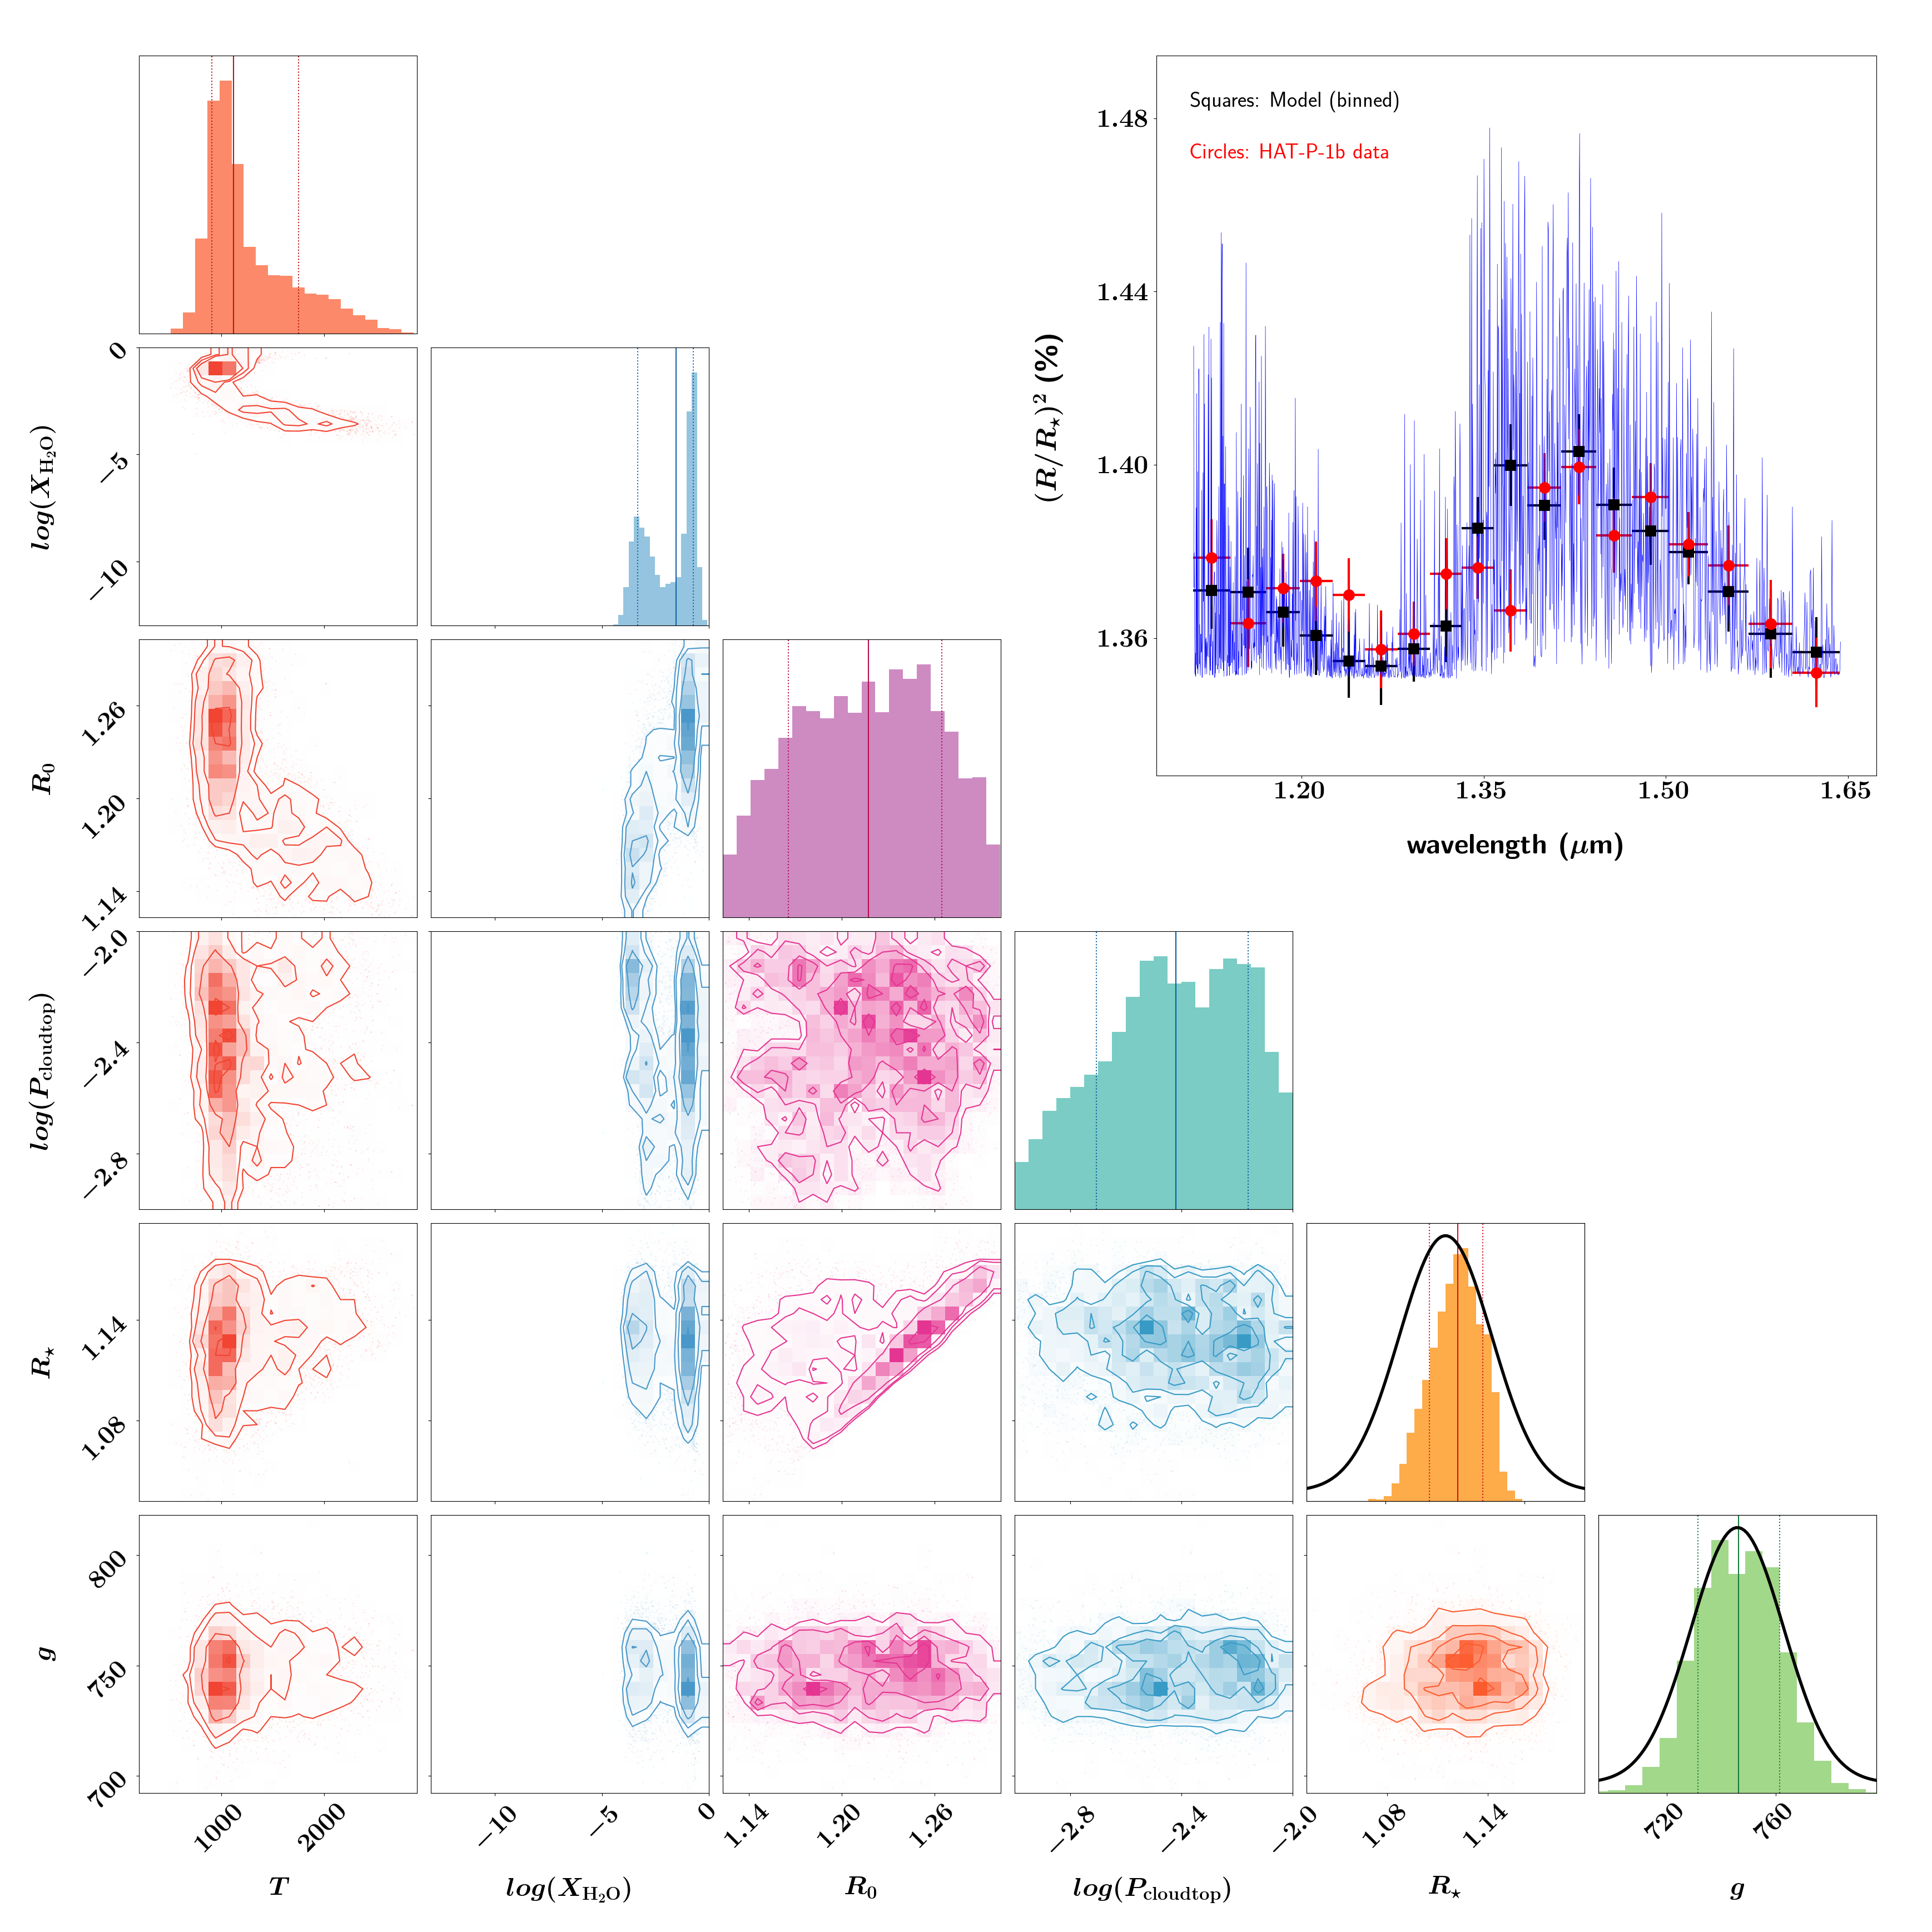 Squares: Model (binned)
Circles: HAT-P-1b data
1.48
1.44
1.40
1.36
(R/R⋆)² (%)
1.20 1.35 1.50 1.65
wavelength (μm)
0
−5
−10
log(X_H₂O)
1.26
1.20
1.14
R₀
−2.0
−2.4
−2.8
log(P_cloudtop)
1.14
1.08
R⋆
800
750
700
g
1000 2000 −10 −5 0 1.14 1.20 1.26 −2.8 −2.4 −2.0 1.08 1.14 720 760
T log(X_H₂O) R₀ log(P_cloudtop) R⋆ g